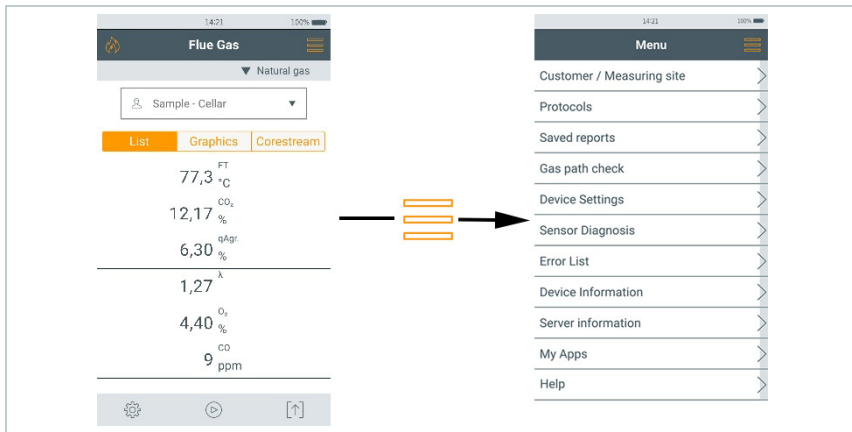 14:21 100%
Flue Gas
▼ Natural gas
Sample - Cellar ▼
List Graphics Corestream
77,3 FT °C
12,17 CO₂ %
6,30 qAgr. %
1,27 λ
4,40 O₂ %
9 CO ppm
14:21 100%
Menu
Customer / Measuring site
Protocols
Saved reports
Gas path check
Device Settings
Sensor Diagnosis
Error List
Device Information
Server information
My Apps
Help